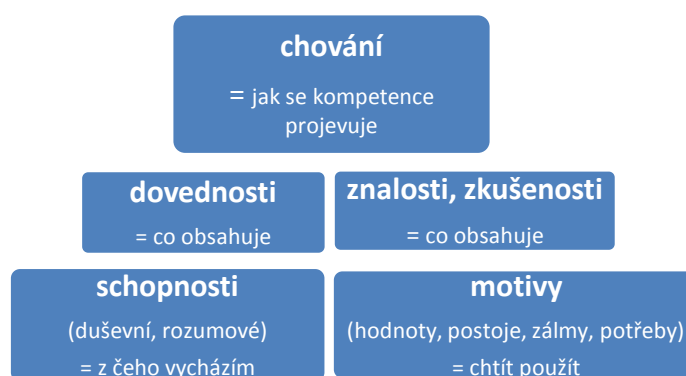 chování
= jak se kompetence
projevuje
dovednosti
= co obsahuje
znalosti, zkušenosti
= co obsahuje
schopnosti
(duševní, rozumové)
= z čeho vycházím
motivy
(hodnoty, postoje, zálmy, potřeby)
= chtít použít